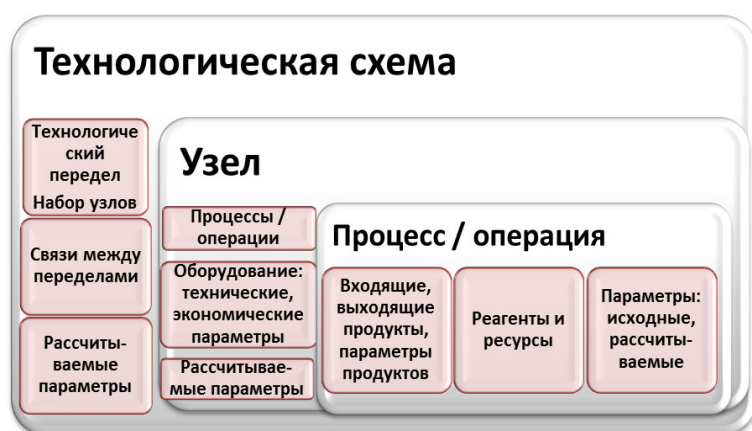 Технологическая схема
Технологиче
ский
передел
Набор узлов
Связи между
переделами
Рассчиты-
ваемые
параметры
Узел
Процессы /
операции
Оборудование:
технические,
экономические
параметры
Рассчитывае-
мые параметры
Процесс / операция
Входящие,
выходящие
продукты,
параметры
продуктов
Реагенты и
ресурсы
Параметры:
исходные,
рассчиты-
ваемые